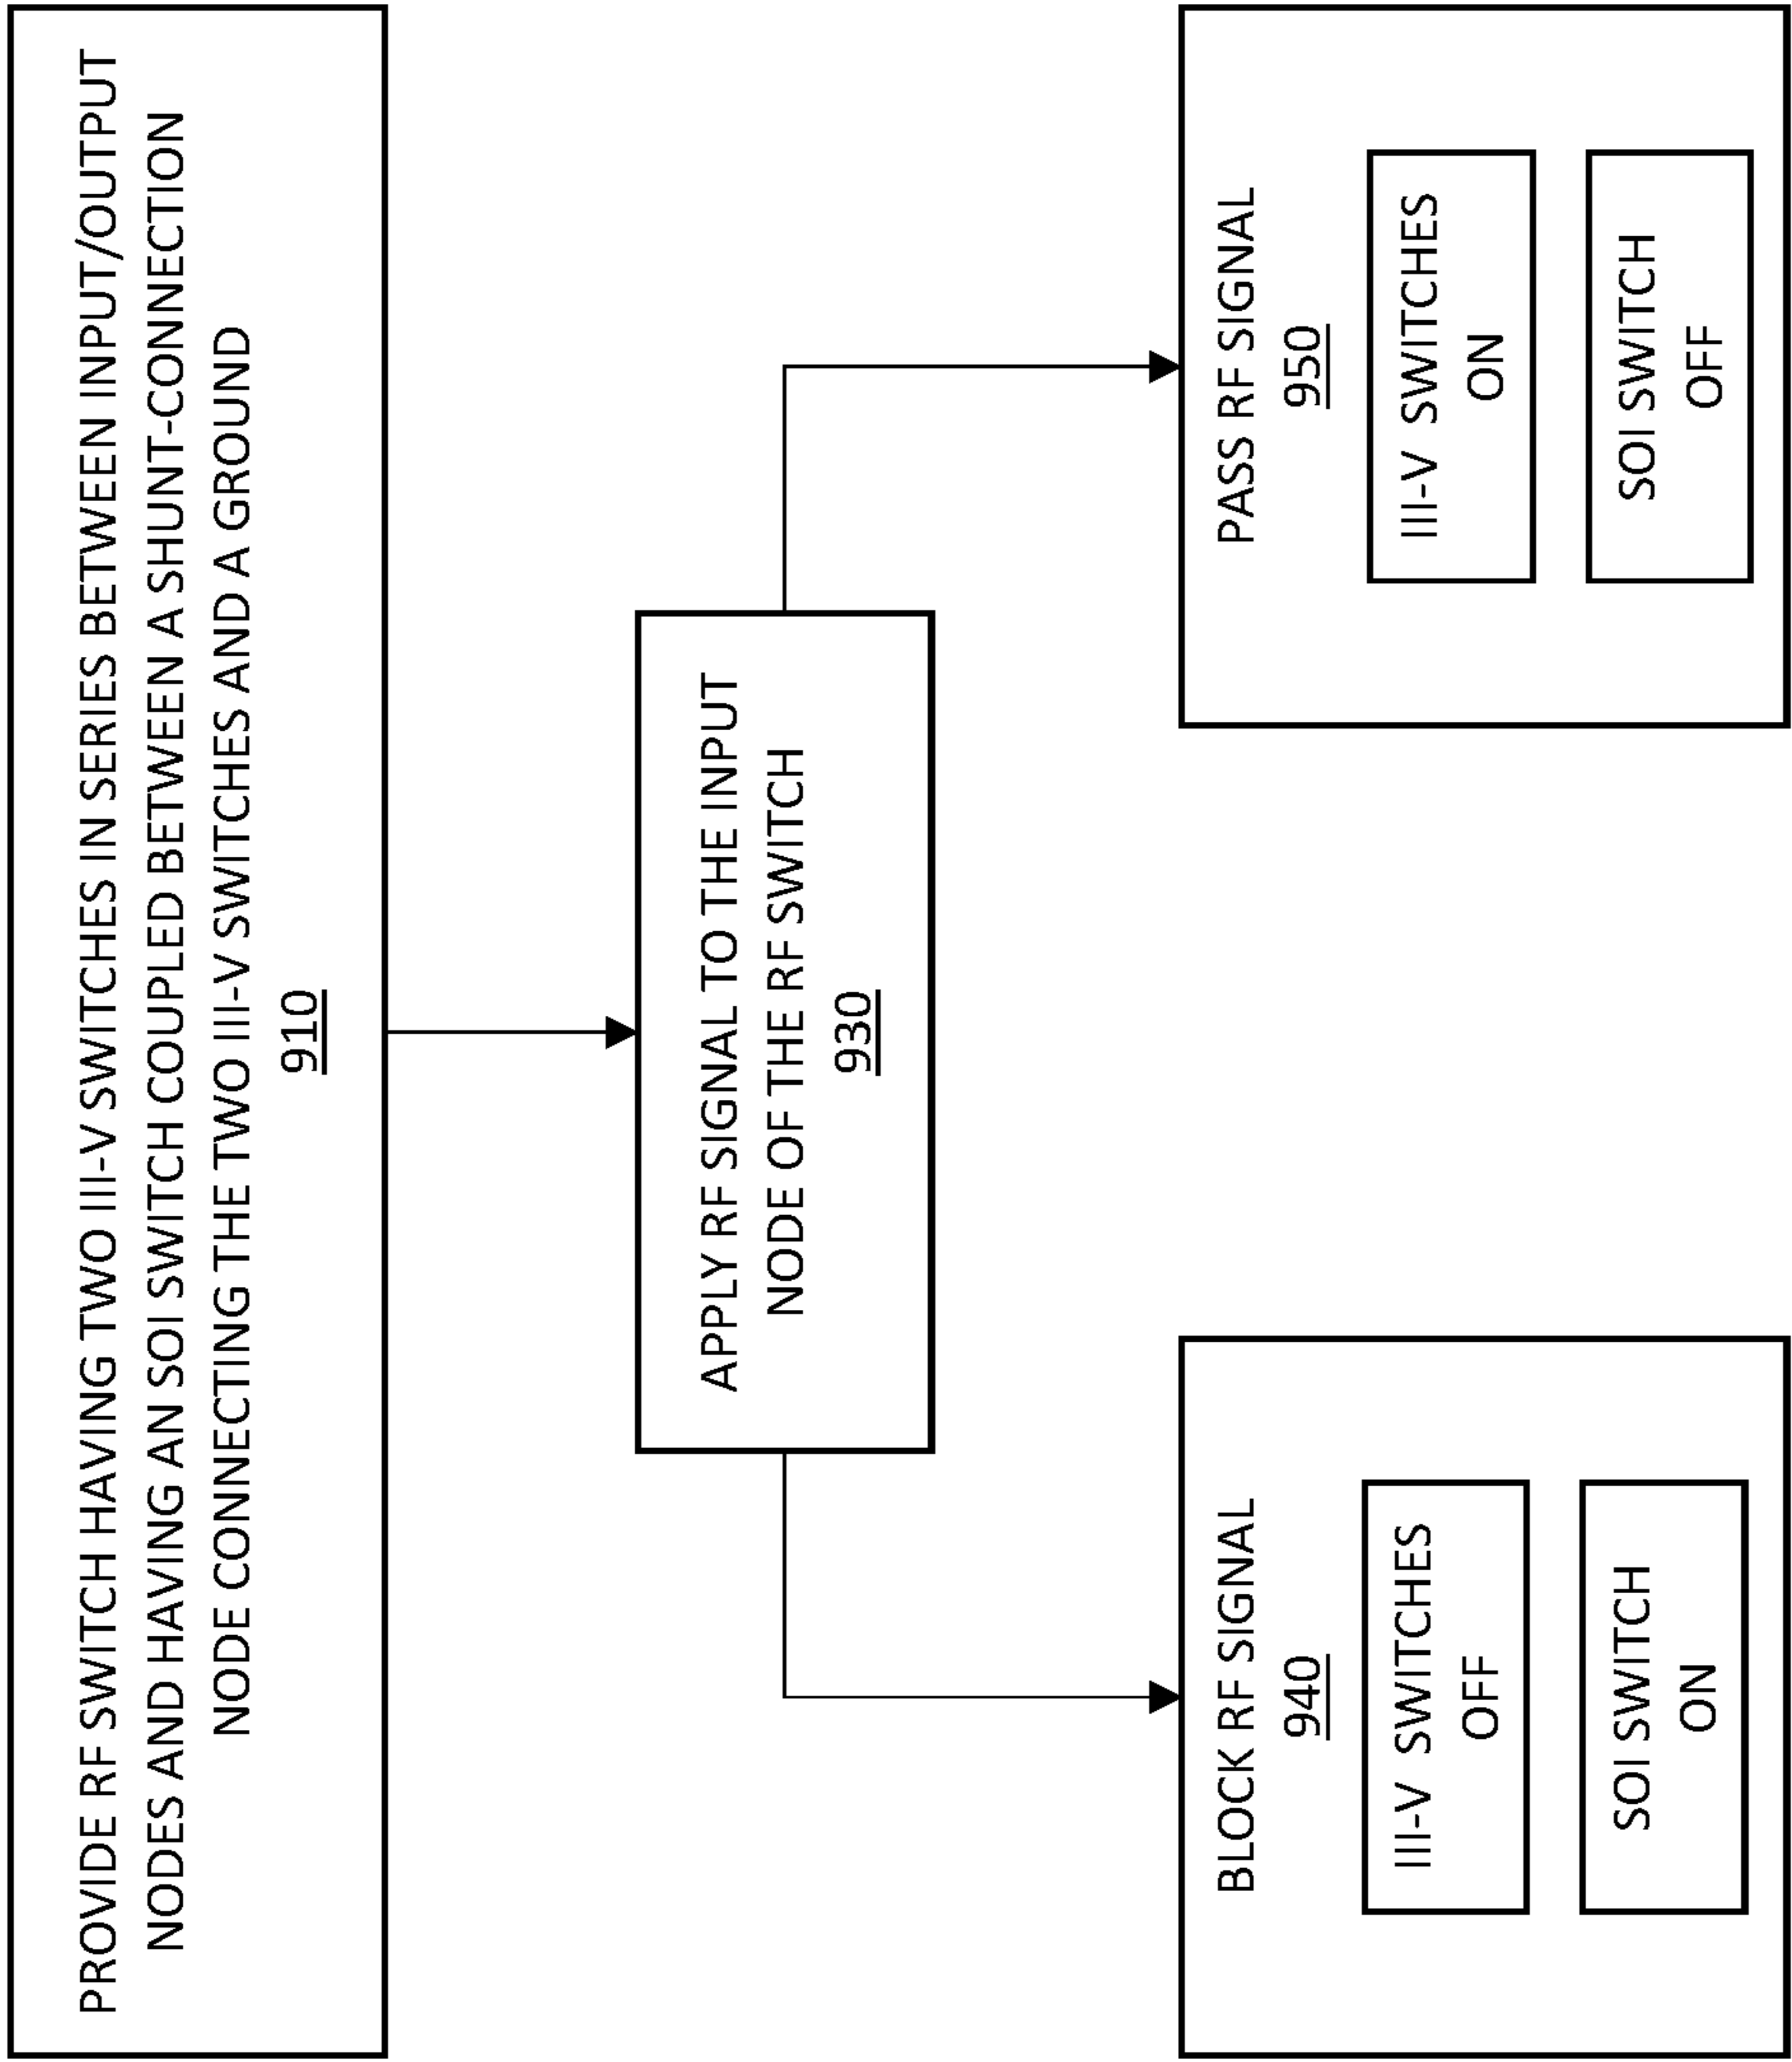 PROVIDE RF SWITCH HAVING TWO III-V SWITCHES IN SERIES BETWEEN INPUT/OUTPUT
NODES AND HAVING AN SOI SWITCH COUPLED BETWEEN A SHUNT-CONNECTION
NODE CONNECTING THE TWO III-V SWITCHES AND A GROUND
910
APPLY RF SIGNAL TO THE INPUT
NODE OF THE RF SWITCH
930
BLOCK RF SIGNAL
940
III-V SWITCHES
OFF
SOI SWITCH
ON
PASS RF SIGNAL
950
III-V SWITCHES
ON
SOI SWITCH
OFF